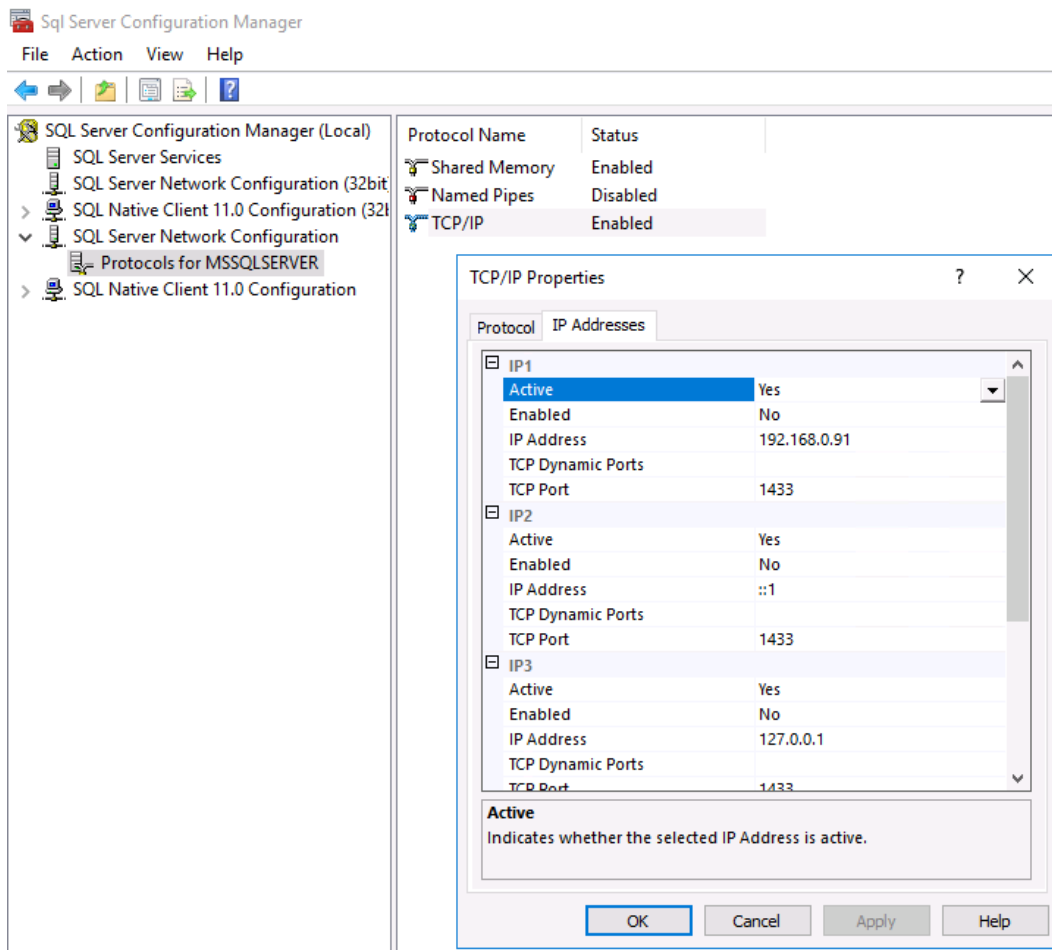 Sql Server Configuration Manager
File Action View Help
SQL Server Configuration Manager (Local)
SQL Server Services
SQL Server Network Configuration (32bit
SQL Native Client 11.0 Configuration (32b
SQL Server Network Configuration
Protocols for MSSQLSERVER
SQL Native Client 11.0 Configuration
Protocol Name Status
Shared Memory Enabled
Named Pipes Disabled
TCP/IP Enabled
TCP/IP Properties ? X
Protocol IP Addresses
IP1
Active Yes
Enabled No
IP Address 192.168.0.91
TCP Dynamic Ports
TCP Port 1433
IP2
Active Yes
Enabled No
IP Address ::1
TCP Dynamic Ports
TCP Port 1433
IP3
Active Yes
Enabled No
IP Address 127.0.0.1
TCP Dynamic Ports
TCP Port 1433
Active
Indicates whether the selected IP Address is active.
OK Cancel Apply Help